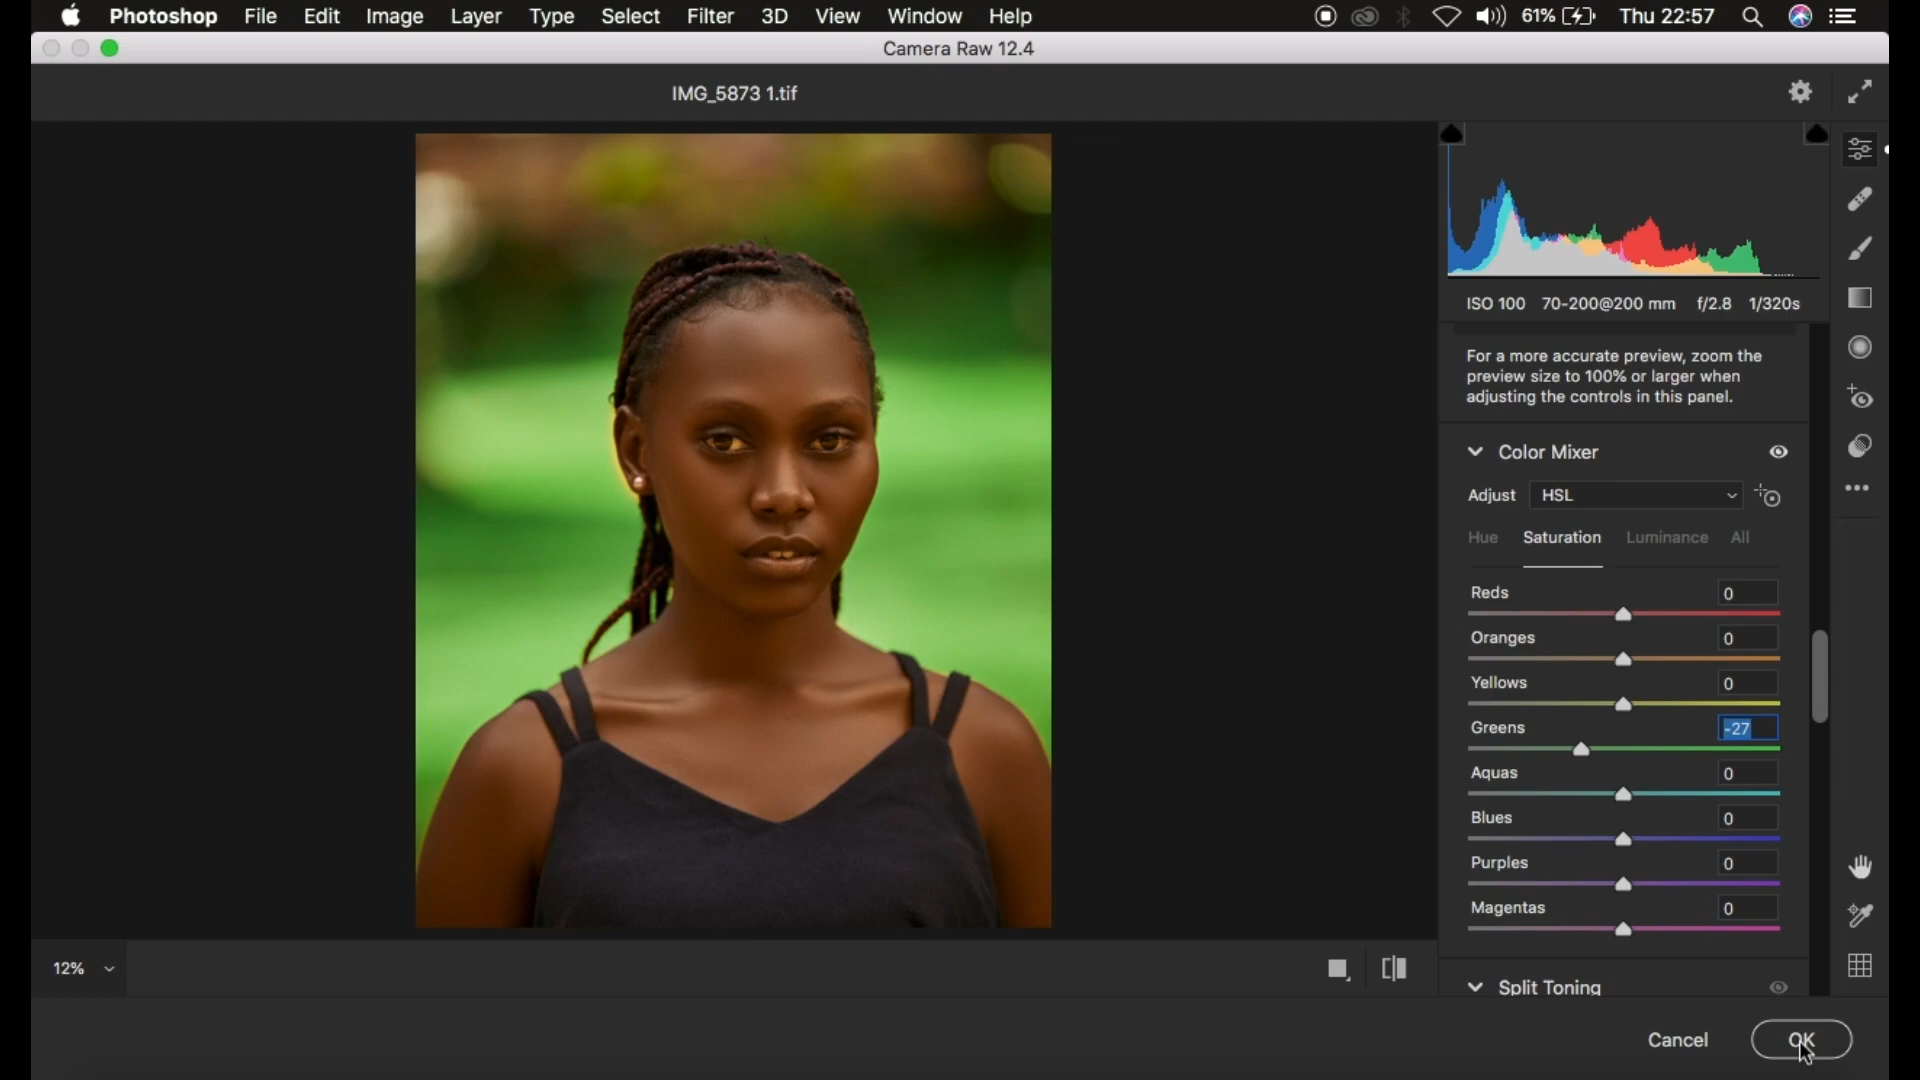 Photoshop File Edit Image Layer Type Select Filter 3D View Window Help 61% Thu 22:57
Camera Raw 12.4
IMG_5873 1.tif
ISO 100 70-200@200 mm f/2.8 1/320s
For a more accurate preview, zoom the
preview size to 100% or larger when
adjusting the controls in this panel.
Color Mixer
Adjust HSL
Hue Saturation Luminance All
Reds 0
Oranges 0
Yellows 0
Greens -27
Aquas 0
Blues 0
Purples 0
Magentas 0
Split Toning
12%
Cancel OK